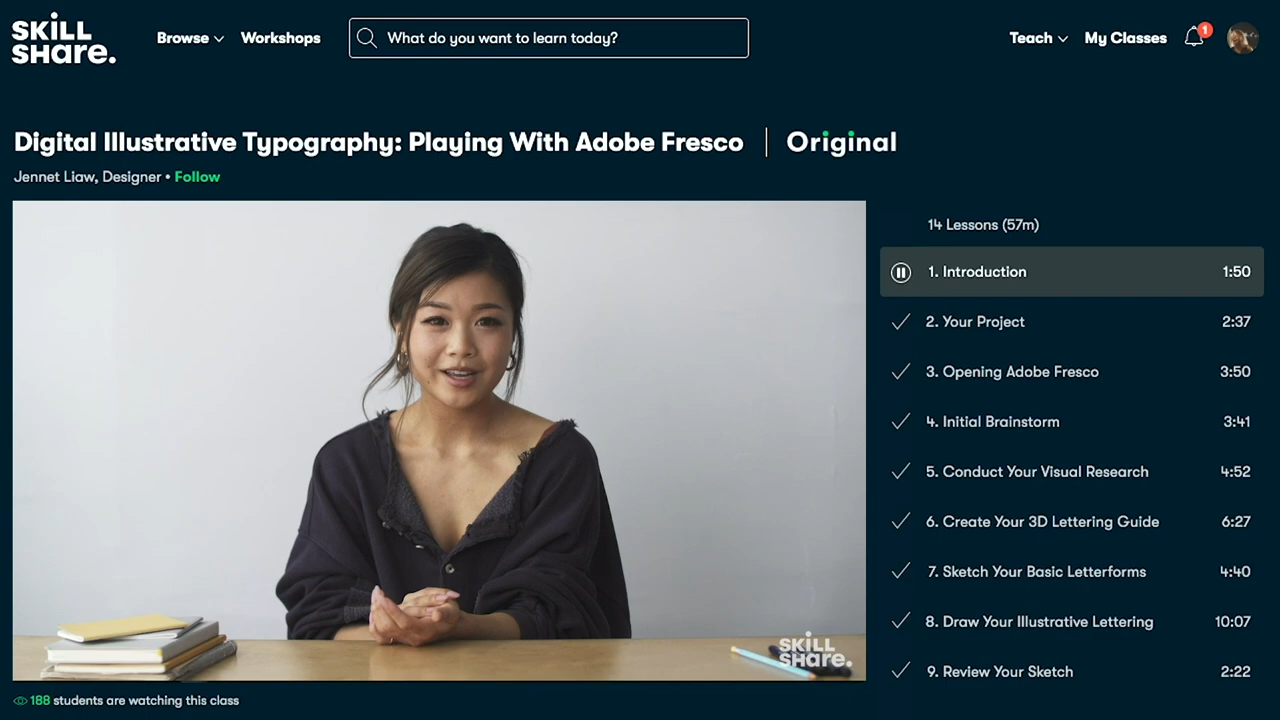 SKILL
SHare.
Browse
Workshops
What do you want to learn today?
Teach
My Classes
1
Digital Illustrative Typography: Playing With Adobe Fresco | Original
Jennet Liaw, Designer • Follow
14 Lessons (57m)
1. Introduction 1:50
2. Your Project 2:37
3. Opening Adobe Fresco 3:50
4. Initial Brainstorm 3:41
5. Conduct Your Visual Research 4:52
6. Create Your 3D Lettering Guide 6:27
7. Sketch Your Basic Letterforms 4:40
8. Draw Your Illustrative Lettering 10:07
9. Review Your Sketch 2:22
SKILL
SHare.
188 students are watching this class